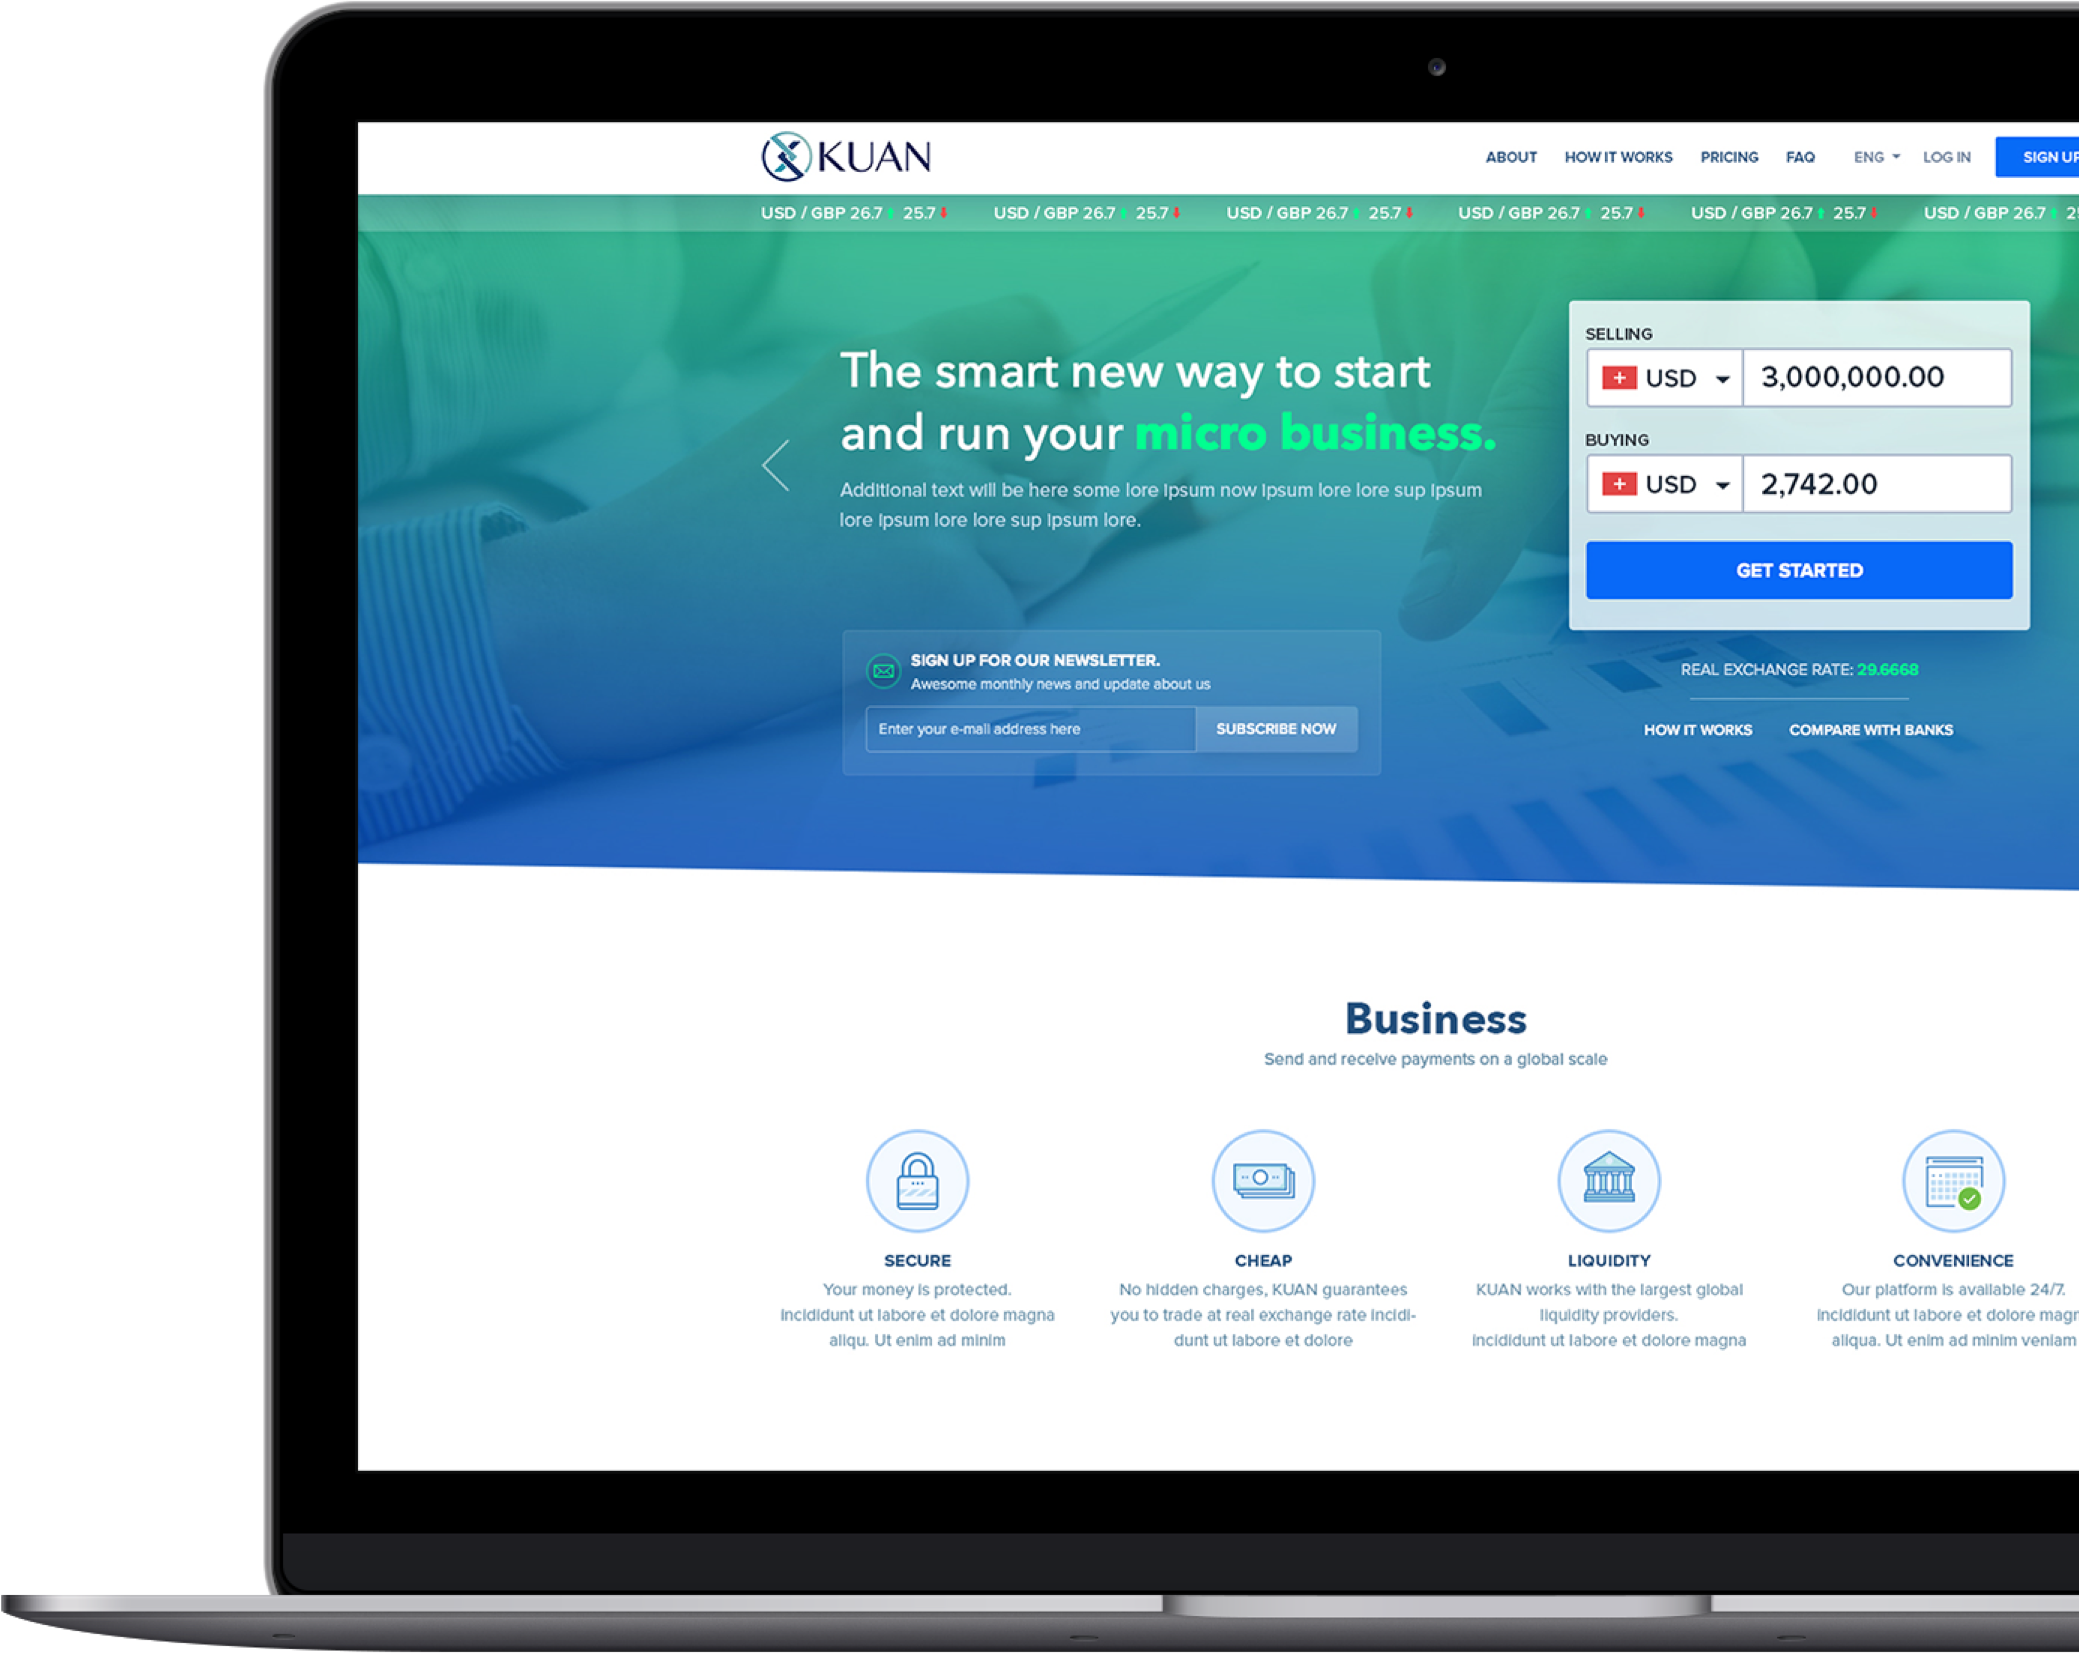 KUAN
ABOUT HOW IT WORKS PRICING FAQ ENG LOG IN SIGN UP
USD / GBP 26.7 25.7 USD / GBP 26.7 25.7 USD / GBP 26.7 25.7 USD / GBP 26.7 25.7 USD / GBP 26.7 25.7 USD / GBP 26.7
The smart new way to start
and run your micro business.
Additional text will be here some lore ipsum now ipsum lore lore sup ipsum
lore ipsum lore lore sup ipsum lore.
SIGN UP FOR OUR NEWSLETTER.
Awesome monthly news and update about us
Enter your e-mail address here SUBSCRIBE NOW
SELLING
USD 3,000,000.00
BUYING
USD 2,742.00
GET STARTED
REAL EXCHANGE RATE: 29.6668
HOW IT WORKS COMPARE WITH BANKS
Business
Send and receive payments on a global scale
SECURE
Your money is protected.
Incididunt ut labore et dolore magna
aliqu. Ut enim ad minim
CHEAP
No hidden charges, KUAN guarantees
you to trade at real exchange rate incidi-
dunt ut labore et dolore
LIQUIDITY
KUAN works with the largest global
liquidity providers.
Incididunt ut labore et dolore magna
CONVENIENCE
Our platform is available 24/7.
Incididunt ut labore et dolore
aliqua. Ut enim ad minim veniam